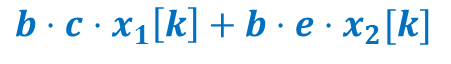 b · c · x₁[k] + b · e · x₂[k]